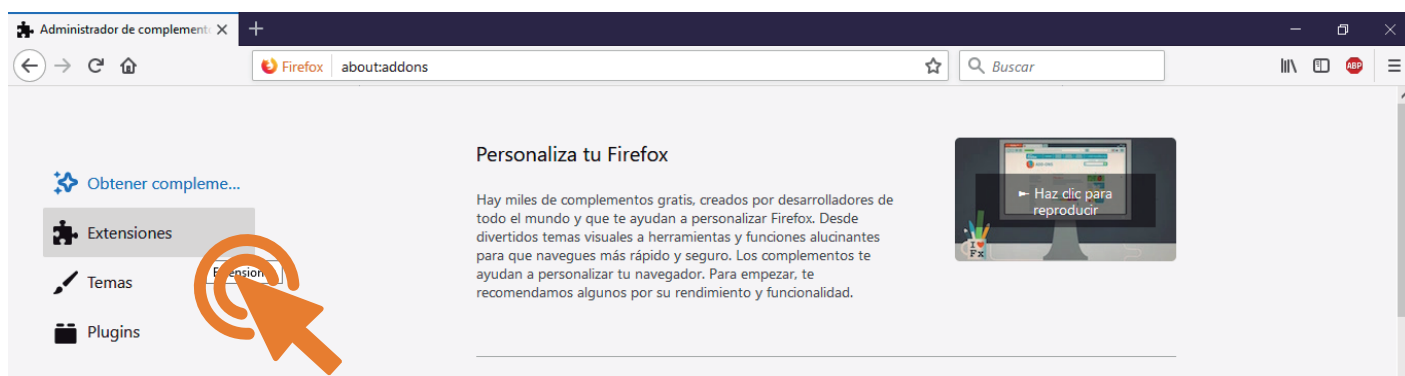 Administrador de complement
Firefox about:addons
Buscar
ABP
Personaliza tu Firefox
Obtener compleme...
Hay miles de complementos gratis, creados por desarrolladores de
todo el mundo y que te ayudan a personalizar Firefox. Desde
divertidos temas visuales a herramientas y funciones alucinantes
para que navegues más rápido y seguro. Los complementos te
ayudan a personalizar tu navegador. Para empezar, te
recomendamos algunos por su rendimiento y funcionalidad.
► Haz clic para
reproducir
I ♥
Fx
Extensiones
Temas
Plugins